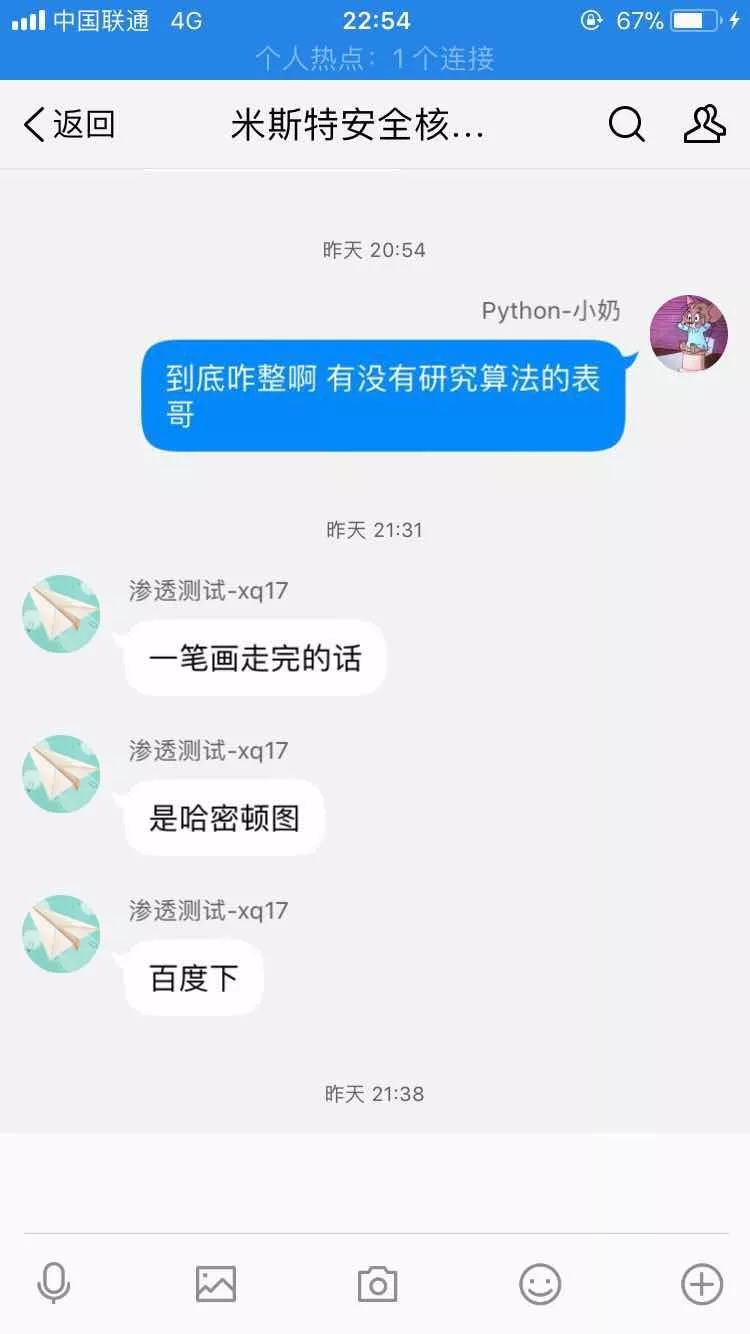 中国联通 4G 22:54 67%
个人热点：1 个连接
返回 米斯特安全核...
昨天 20:54
Python-小奶
到底咋整啊 有没有研究算法的表
哥
昨天 21:31
渗透测试-xq17
一笔画走完的话
渗透测试-xq17
是哈密顿图
渗透测试-xq17
百度下
昨天 21:38